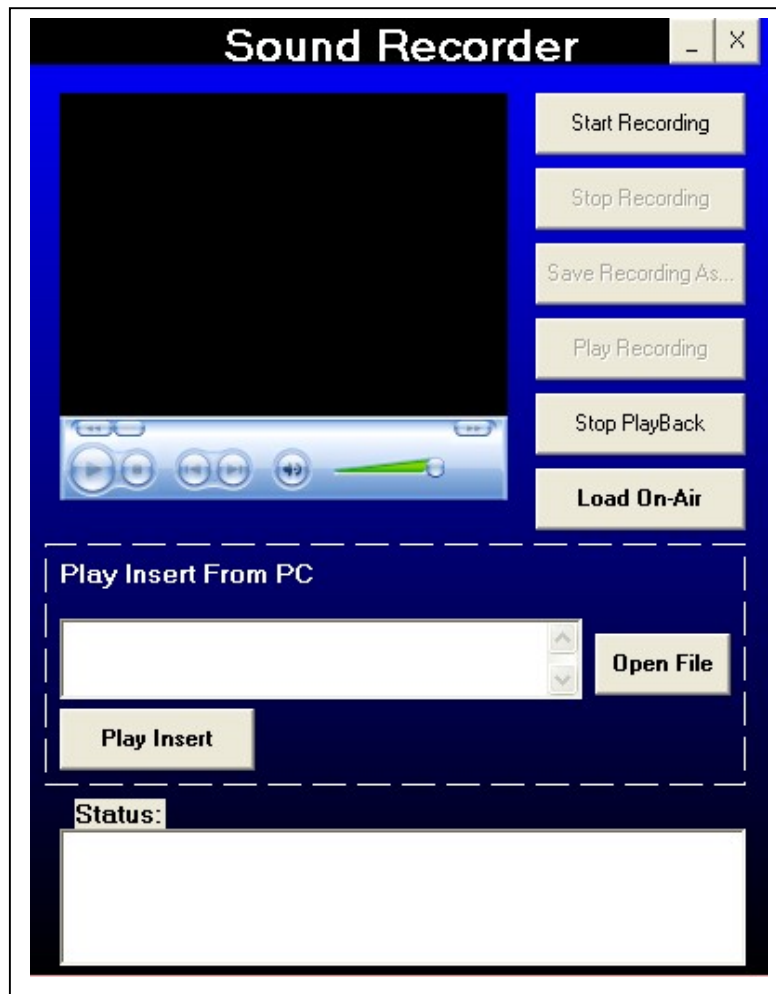 Sound Recorder
_ X
Start Recording
Stop Recording
Save Recording As...
Play Recording
Stop PlayBack
Load On-Air
Play Insert From PC
Open File
Play Insert
Status: